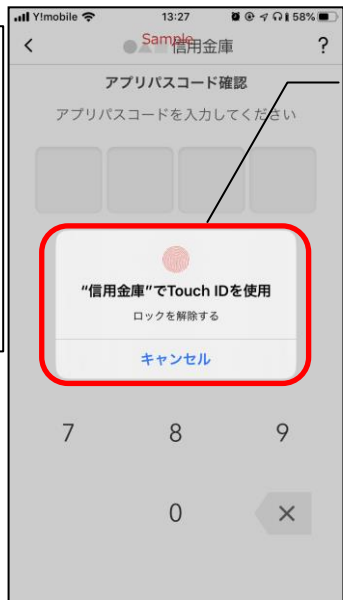 Y!mobile 13:27 58%
Sample
●▲■信用金庫 ?
アプリパスコード確認
アプリパスコードを入力してください
"信用金庫"でTouch IDを使用
ロックを解除する
キャンセル
7 8 9
0